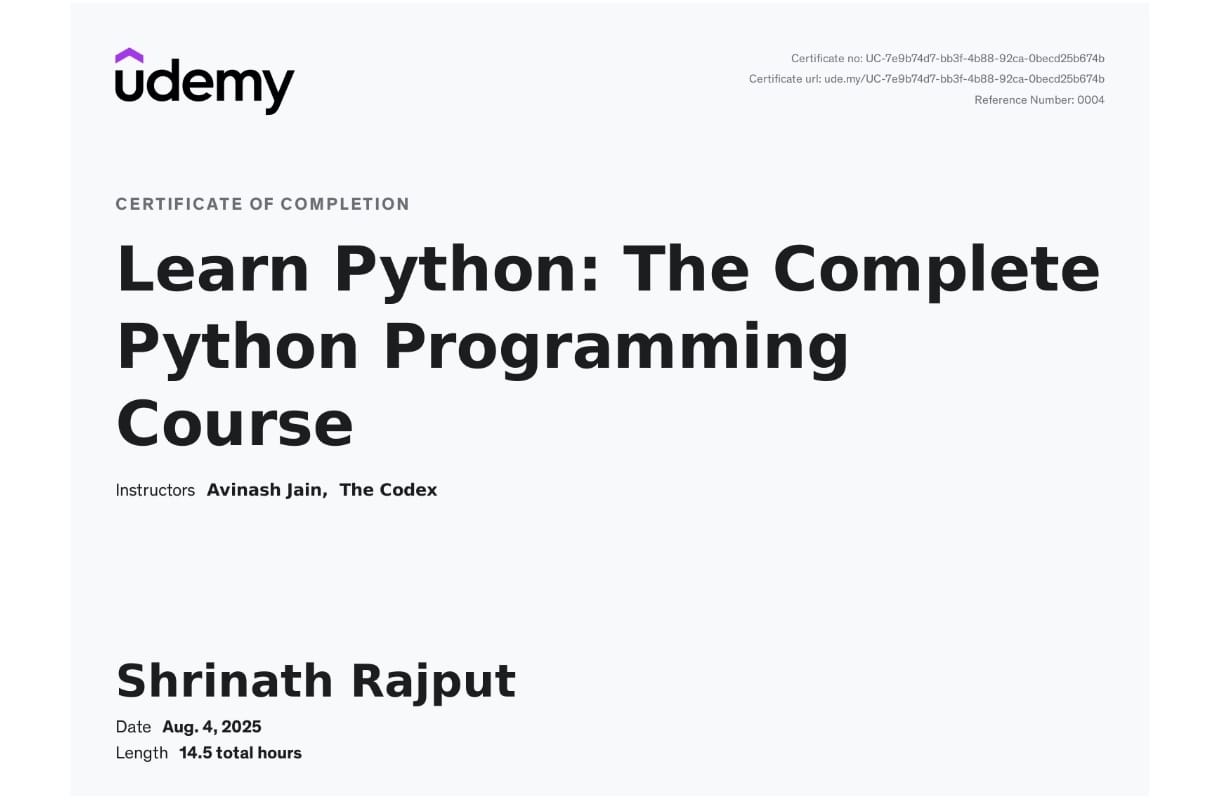 udemy
Certificate no: UC-7e9b74d7-bb3f-4b88-92ca-0becd25b674b
Certificate url: ude.my/UC-7e9b74d7-bb3f-4b88-92ca-0becd25b674b
Reference Number: 0004
CERTIFICATE OF COMPLETION
Learn Python: The Complete
Python Programming
Course
Instructors Avinash Jain, The Codex
Shrinath Rajput
Date Aug. 4, 2025
Length 14.5 total hours